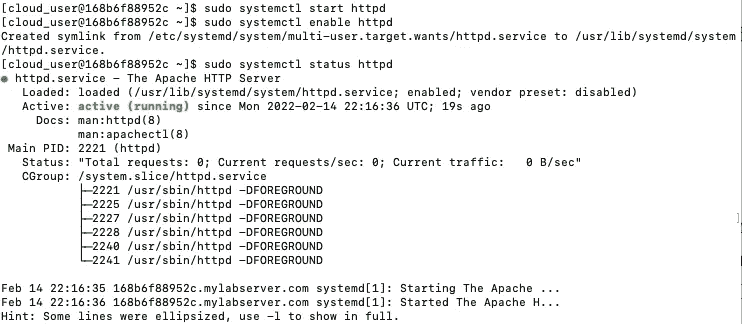 [cloud_user@168b6f88952c ~]$ sudo systemctl start httpd
[cloud_user@168b6f88952c ~]$ sudo systemctl enable httpd
Created symlink from /etc/systemd/system/multi-user.target.wants/httpd.service to /usr/lib/systemd/system
/httpd.service.
[cloud_user@168b6f88952c ~]$ sudo systemctl status httpd
● httpd.service - The Apache HTTP Server
   Loaded: loaded (/usr/lib/systemd/system/httpd.service; enabled; vendor preset: disabled)
   Active: active (running) since Mon 2022-02-14 22:16:36 UTC; 19s ago
     Docs: man:httpd(8)
           man:apachectl(8)
 Main PID: 2221 (httpd)
   Status: "Total requests: 0; Current requests/sec: 0; Current traffic:   0 B/sec"
   CGroup: /system.slice/httpd.service
           ├─2221 /usr/sbin/httpd -DFOREGROUND
           ├─2225 /usr/sbin/httpd -DFOREGROUND
           ├─2227 /usr/sbin/httpd -DFOREGROUND
           ├─2228 /usr/sbin/httpd -DFOREGROUND
           ├─2240 /usr/sbin/httpd -DFOREGROUND
           └─2241 /usr/sbin/httpd -DFOREGROUND

Feb 14 22:16:35 168b6f88952c.mylabserver.com systemd[1]: Starting The Apache ...
Feb 14 22:16:36 168b6f88952c.mylabserver.com systemd[1]: Started The Apache H...
Hint: Some lines were ellipsized, use -l to show in full.